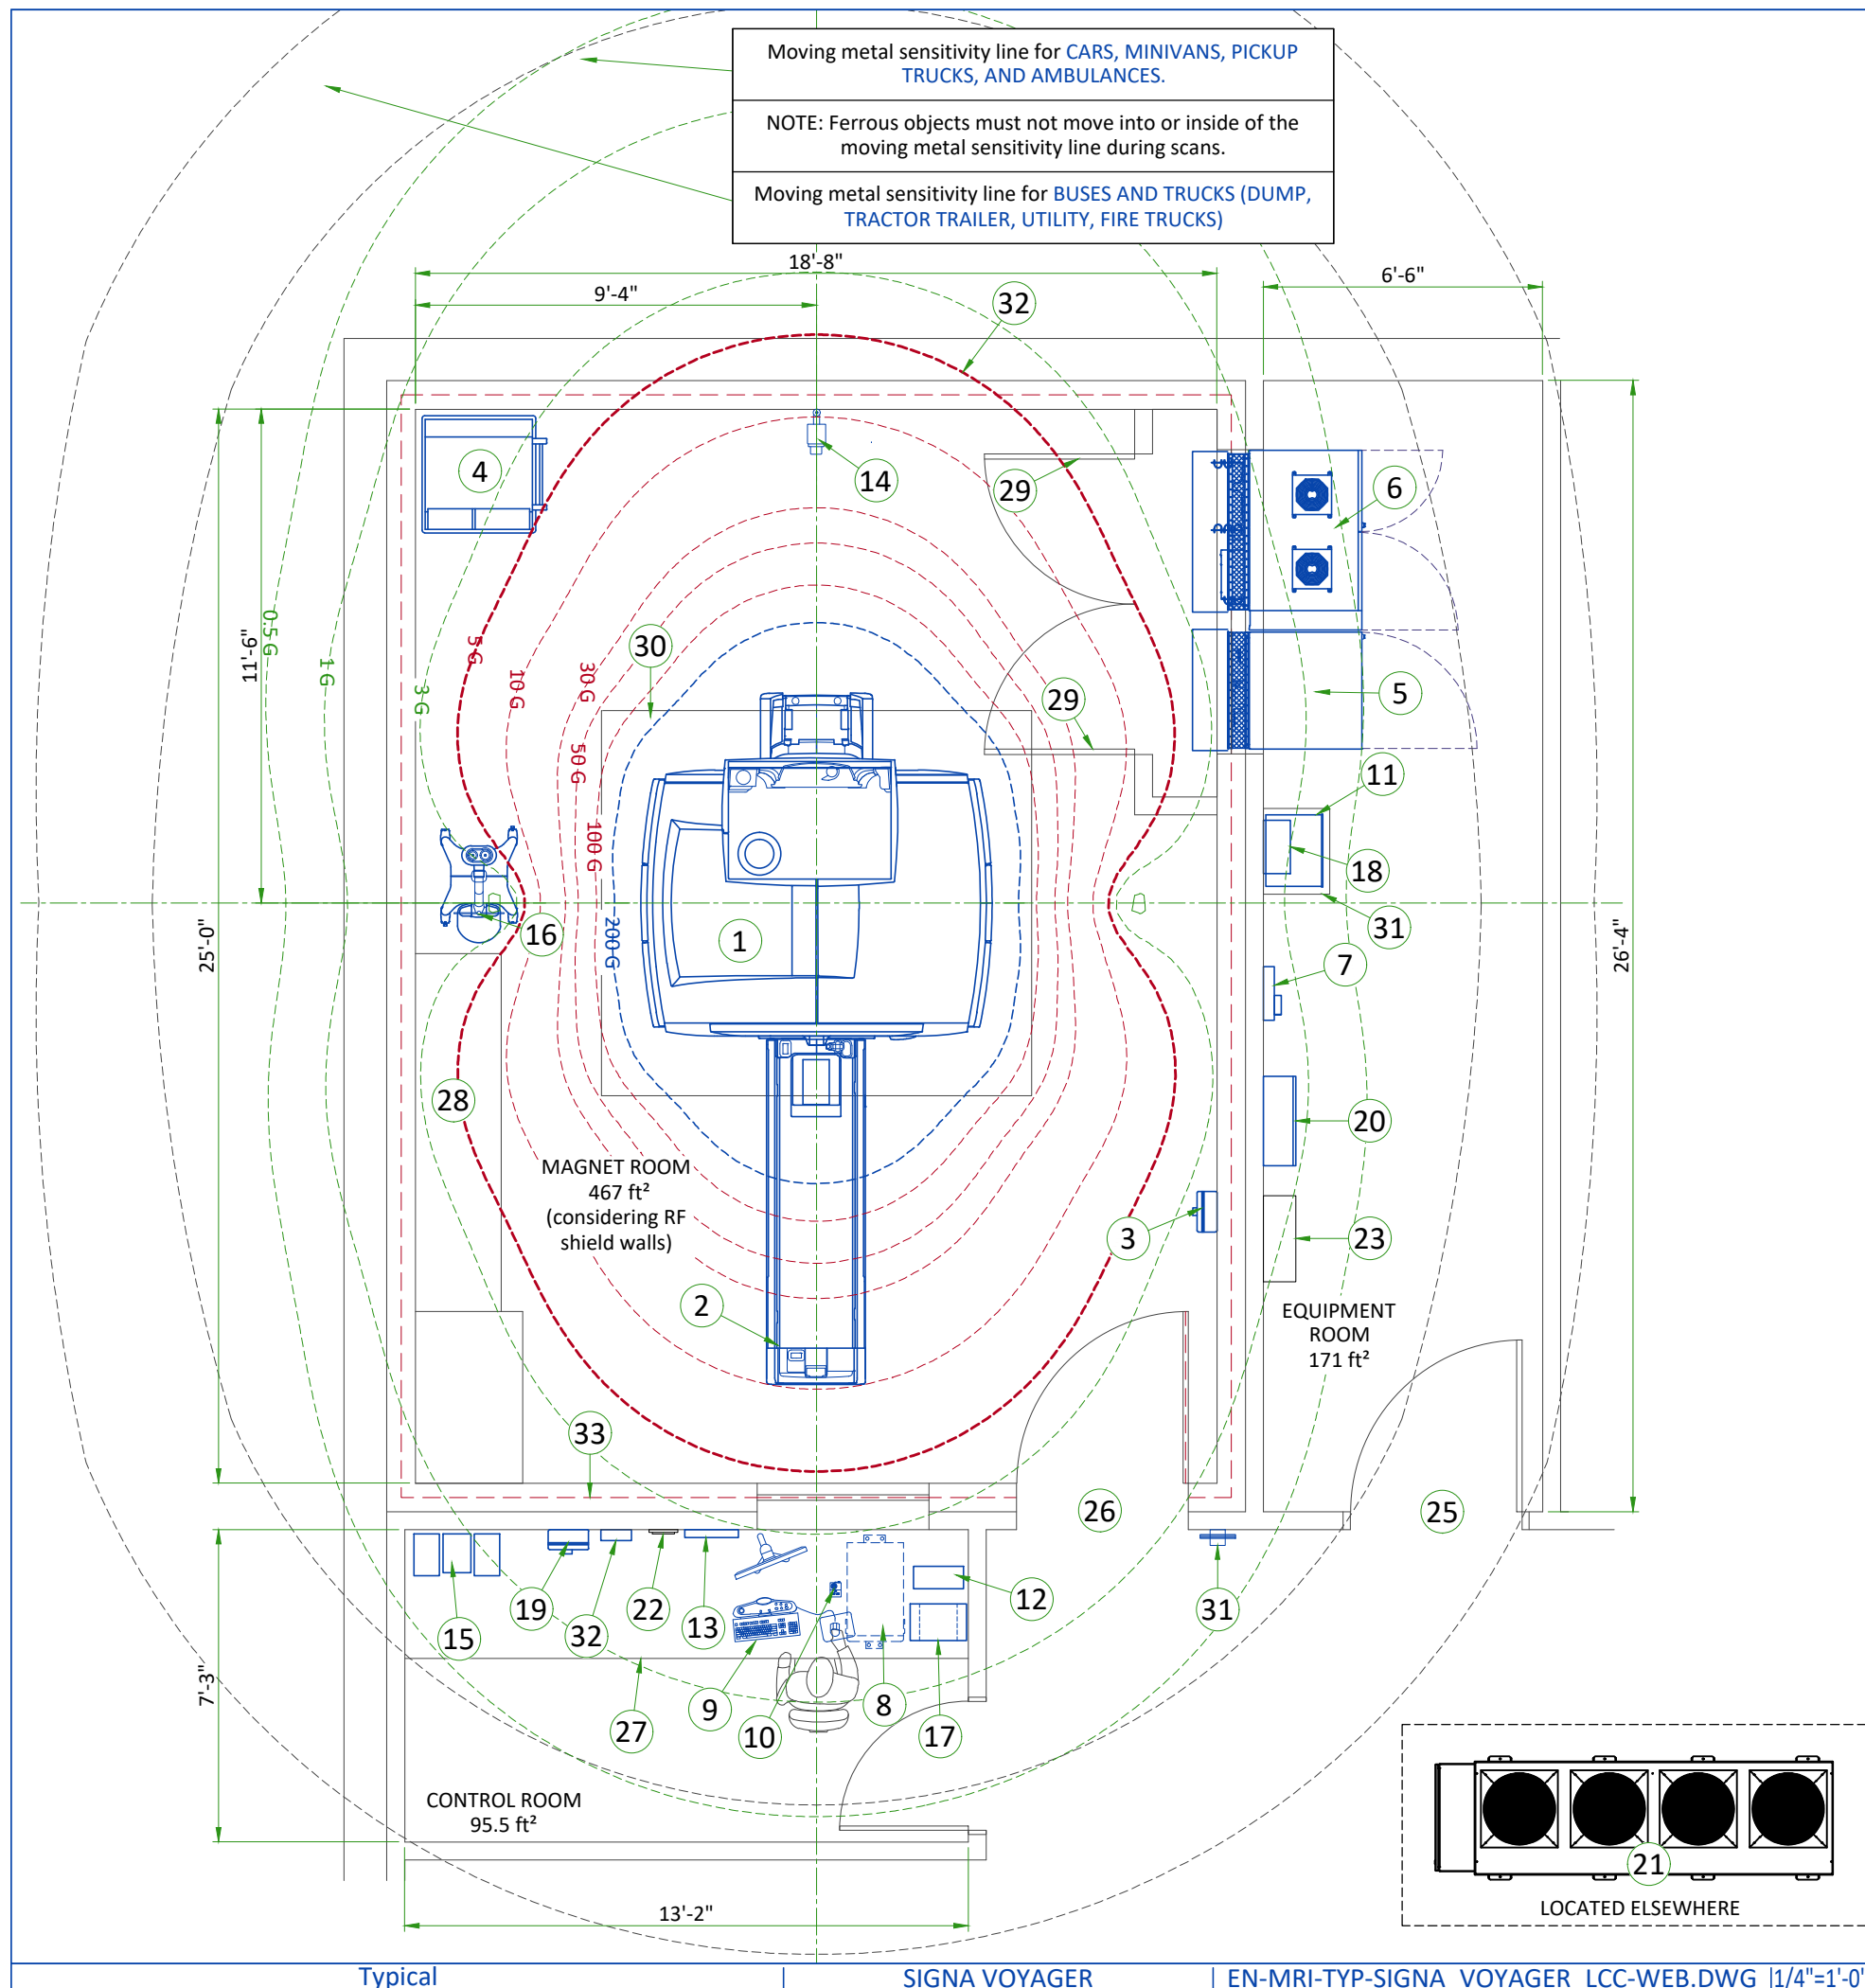 Moving metal sensitivity line for CARS, MINIVANS, PICKUP
TRUCKS, AND AMBULANCES.
NOTE: Ferrous objects must not move into or inside of the
moving metal sensitivity line during scans.
Moving metal sensitivity line for BUSES AND TRUCKS (DUMP,
TRACTOR TRAILER, UTILITY, FIRE TRUCKS)
18'-8"
6'-6"
9'-4"
32
4
14
29
6
0.5 G
11'-6"
1 G
3 G
5 G
10 G
30 G
50 G
100 G
200 G
30
29
5
11
18
31
16
1
25'-0"
26'-4"
7
28
20
MAGNET ROOM
467 ft²
(considering RF
shield walls)
3
23
2
EQUIPMENT
ROOM
171 ft²
33
26
25
15
19
32
22
13
12
31
9
10
8
17
27
7'-3"
CONTROL ROOM
95.5 ft²
21
LOCATED ELSEWHERE
13'-2"
Typical
SIGNA VOYAGER
EN-MRI-TYP-SIGNA_VOYAGER_LCC-WEB.DWG
1/4"=1'-0"